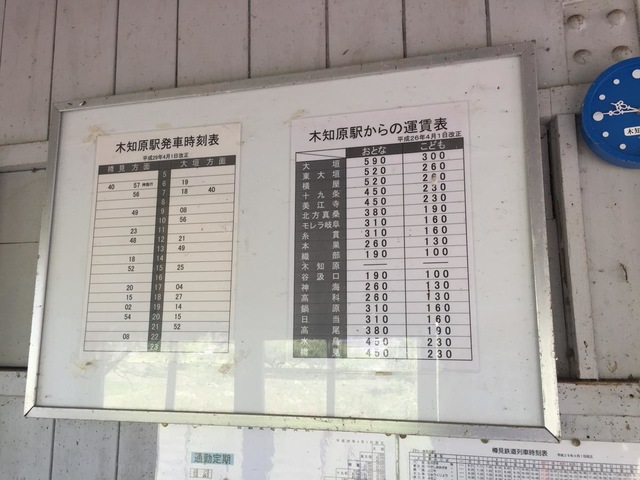 木知原駅発車時刻表
平成29年4月1日改正
樽見方面 大垣方面
5
40 57 神海行 6 19
56 7 18 40
8
49 9 08
10 56
23 11
48 12 21
13 49
18 14
52 15 25
16
20 17 04
15 18 27
02 19 14
54 20 15
21 52
08 22
23
木知原駅からの運賃表
平成26年4月1日改正
おとな こども
大垣 590 300
東大垣 520 260
横屋 520 260
十九条 450 230
美江寺 450 230
北方真桑 380 190
モレラ岐阜 310 160
糸貫 310 160
本巣 260 130
織部 190 100
木知原 — —
谷汲口 190 100
神海 260 130
高科 260 130
鍋原 310 160
日当 310 160
高尾 380 190
水鳥 450 230
樽見 450 230
木知
通勤定期
樽見鉄道列車時刻表